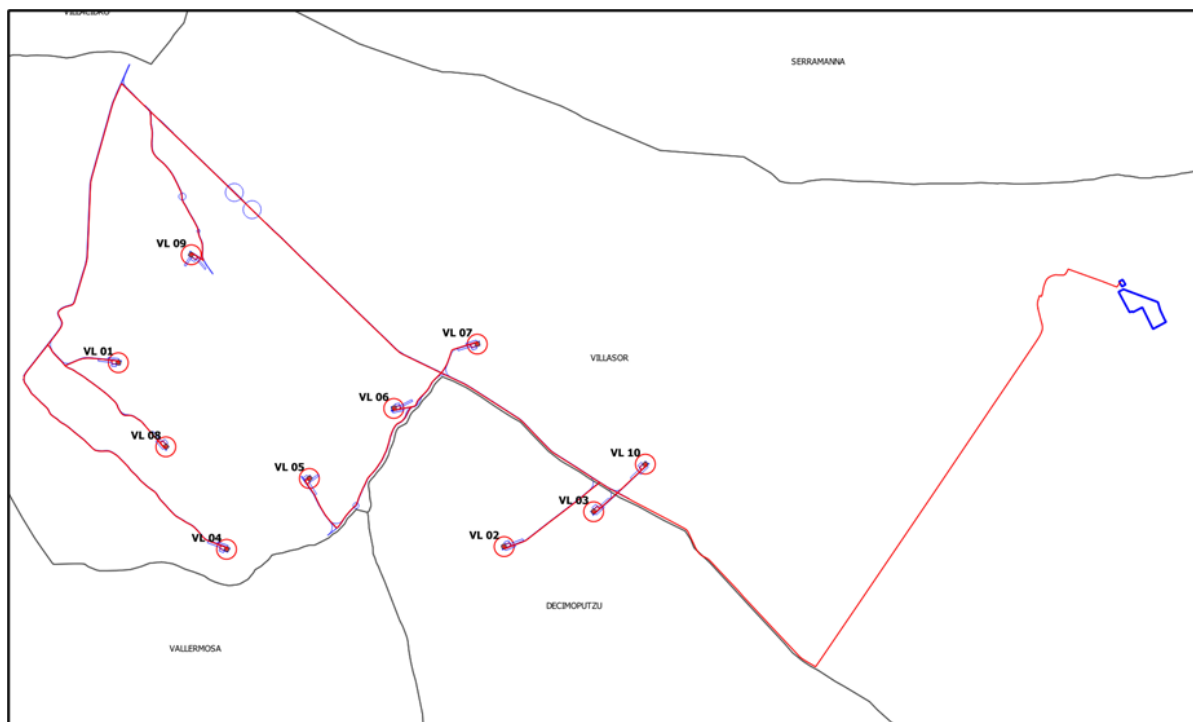 VILLACIDRO
SERRAMANNA
VL 09
VL 07
VL 01
VILLASOR
VL 06
VL 08
VL 05
VL 10
VL 03
VL 04
VL 02
DECIMOPUTZU
VALLERMOSA